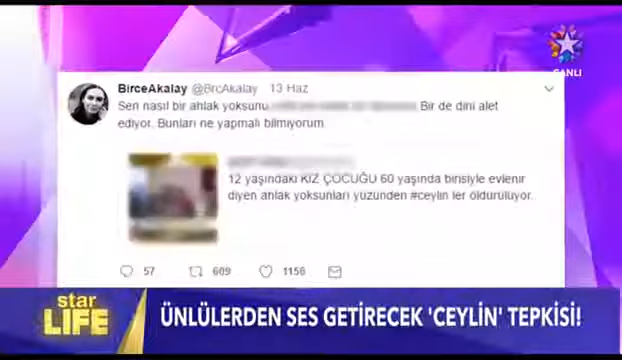 CANLI
BirceAkalay @BrcAkalay 13 Haz
Sen nasıl bir ahlak yoksunu Bir de dini alet
ediyor. Bunları ne yapmalı bilmiyorum
12 yaşındaki KIZ ÇOCUĞU 60 yaşında birisiyle evlenir
diyen ahlak yoksunları yüzünden #ceylin ler öldürülüyor.
57 609 1156
star
LIFE
ÜNLÜLERDEN SES GETİRECEK 'CEYLİN' TEPKİSİ!